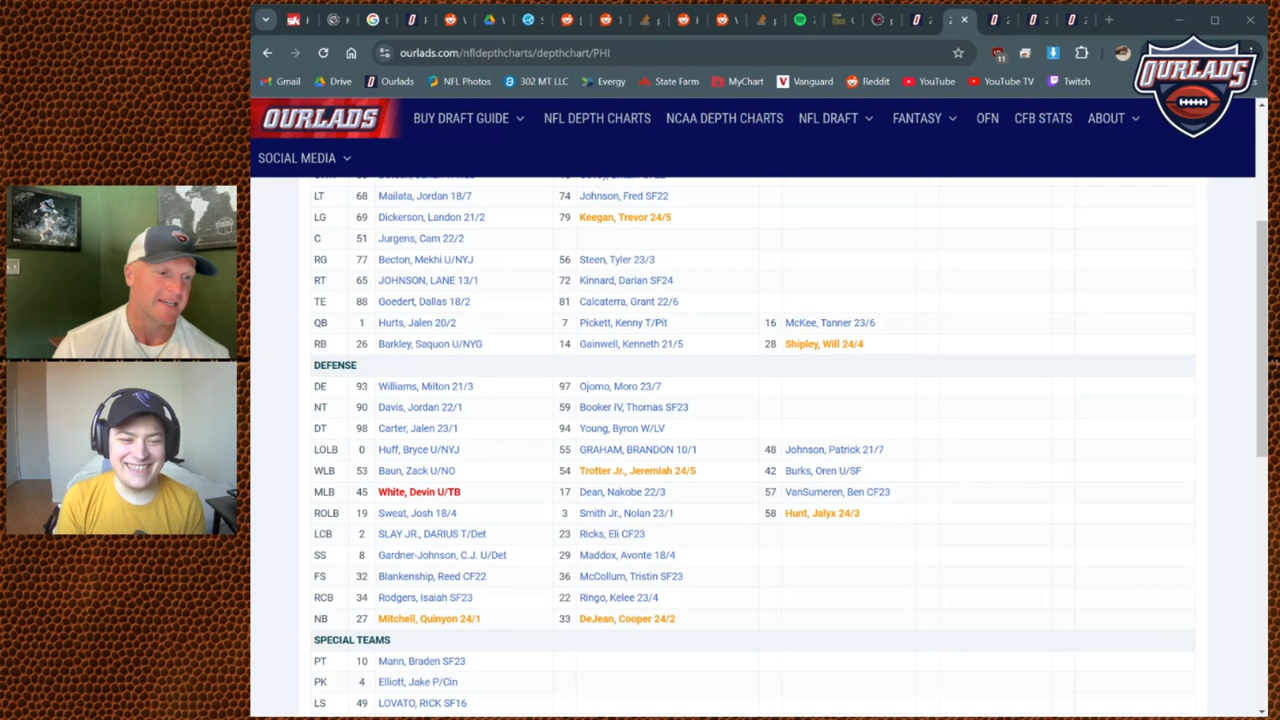 ourlads.com/nfldepthcharts/depthchart/PHI
11
Gmail Drive Ourlads NFL Photos 302 MT LLC Evergy State Farm MyChart Vanguard Reddit YouTube YouTube TV Twitch
OURLADS
OURLADS BUY DRAFT GUIDE NFL DEPTH CHARTS NCAA DEPTH CHARTS NFL DRAFT FANTASY OFN CFB STATS ABOUT
SOCIAL MEDIA
LT 68 Mailata, Jordan 18/7 74 Johnson, Fred SF22
LG 69 Dickerson, Landon 21/2 79 Keegan, Trevor 24/5
C 51 Jurgens, Cam 22/2
RG 77 Becton, Mekhi U/NYJ 56 Steen, Tyler 23/3
RT 65 JOHNSON, LANE 13/1 72 Kinnard, Darian SF24
TE 88 Goedert, Dallas 18/2 81 Calcaterra, Grant 22/6
QB 1 Hurts, Jalen 20/2 7 Pickett, Kenny T/Pit 16 McKee, Tanner 23/6
RB 26 Barkley, Saquon U/NYG 14 Gainwell, Kenneth 21/5 28 Shipley, Will 24/4
DEFENSE
DE 93 Williams, Milton 21/3 97 Ojomo, Moro 23/7
NT 90 Davis, Jordan 22/1 59 Booker IV, Thomas SF23
DT 98 Carter, Jalen 23/1 94 Young, Byron W/LV
LOLB 0 Huff, Bryce U/NYJ 55 GRAHAM, BRANDON 10/1 48 Johnson, Patrick 21/7
WLB 53 Baun, Zack U/NO 54 Trotter Jr., Jeremiah 24/5 42 Burks, Oren U/SF
MLB 45 White, Devin U/TB 17 Dean, Nakobe 22/3 57 VanSumeren, Ben CF23
ROLB 19 Sweat, Josh 18/4 3 Smith Jr., Nolan 23/1 58 Hunt, Jalyx 24/3
LCB 2 SLAY JR., DARIUS T/Det 23 Ricks, Eli CF23
SS 8 Gardner-Johnson, C.J. U/Det 29 Maddox, Avonte 18/4
FS 32 Blankenship, Reed CF22 36 McCollum, Tristin SF23
RCB 34 Rodgers, Isaiah SF23 22 Ringo, Kelee 23/4
NB 27 Mitchell, Quinyon 24/1 33 DeJean, Cooper 24/2
SPECIAL TEAMS
PT 10 Mann, Braden SF23
PK 4 Elliott, Jake P/Cin
LS 49 LOVATO, RICK SF16